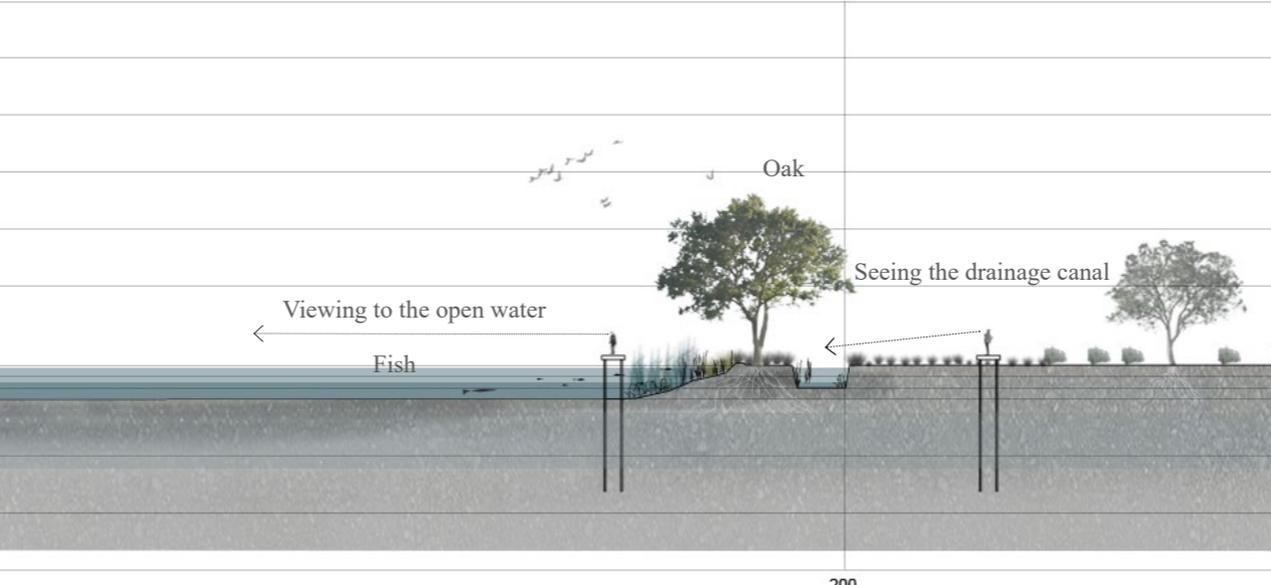 Oak
Seeing the drainage canal
Viewing to the open water
Fish
200